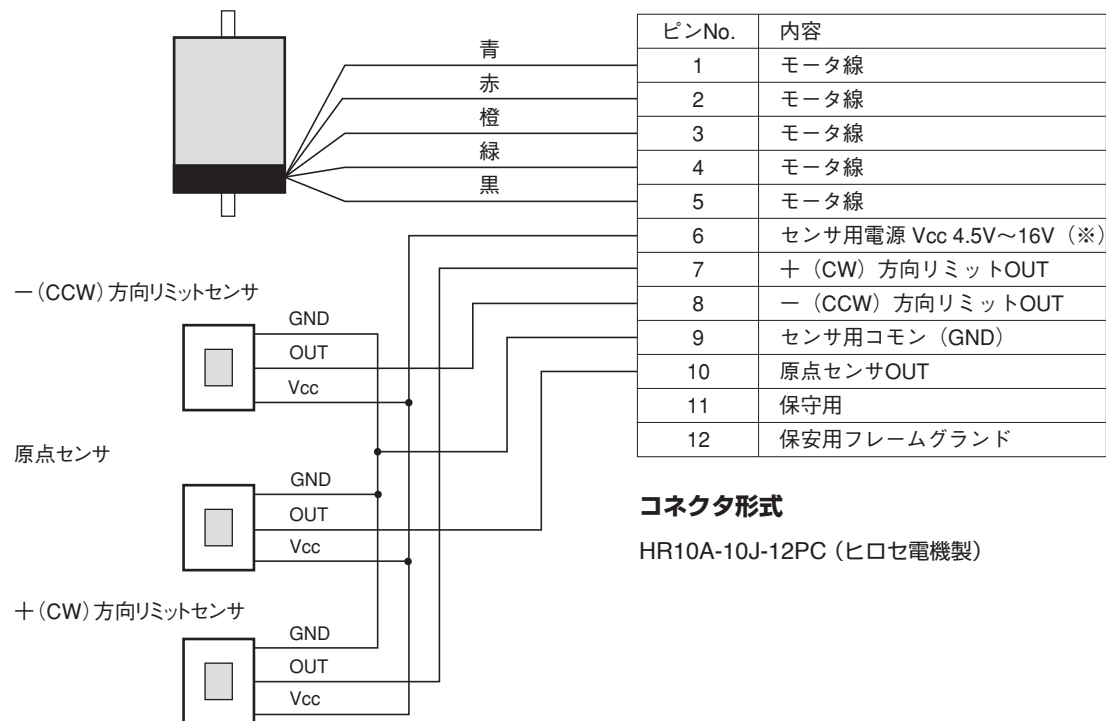 青
赤
橙
緑
黒
ピンNo. 内容
1 モータ線
2 モータ線
3 モータ線
4 モータ線
5 モータ線
6 センサ用電源 Vcc 4.5V～16V（※）
7 ＋（CW）方向リミットOUT
8 －（CCW）方向リミットOUT
9 センサ用コモン（GND）
10 原点センサOUT
11 保守用
12 保安用フレームグランド
－（CCW）方向リミットセンサ
GND
OUT
Vcc
原点センサ
GND
OUT
Vcc
＋（CW）方向リミットセンサ
GND
OUT
Vcc
コネクタ形式
HR10A-10J-12PC（ヒロセ電機製）